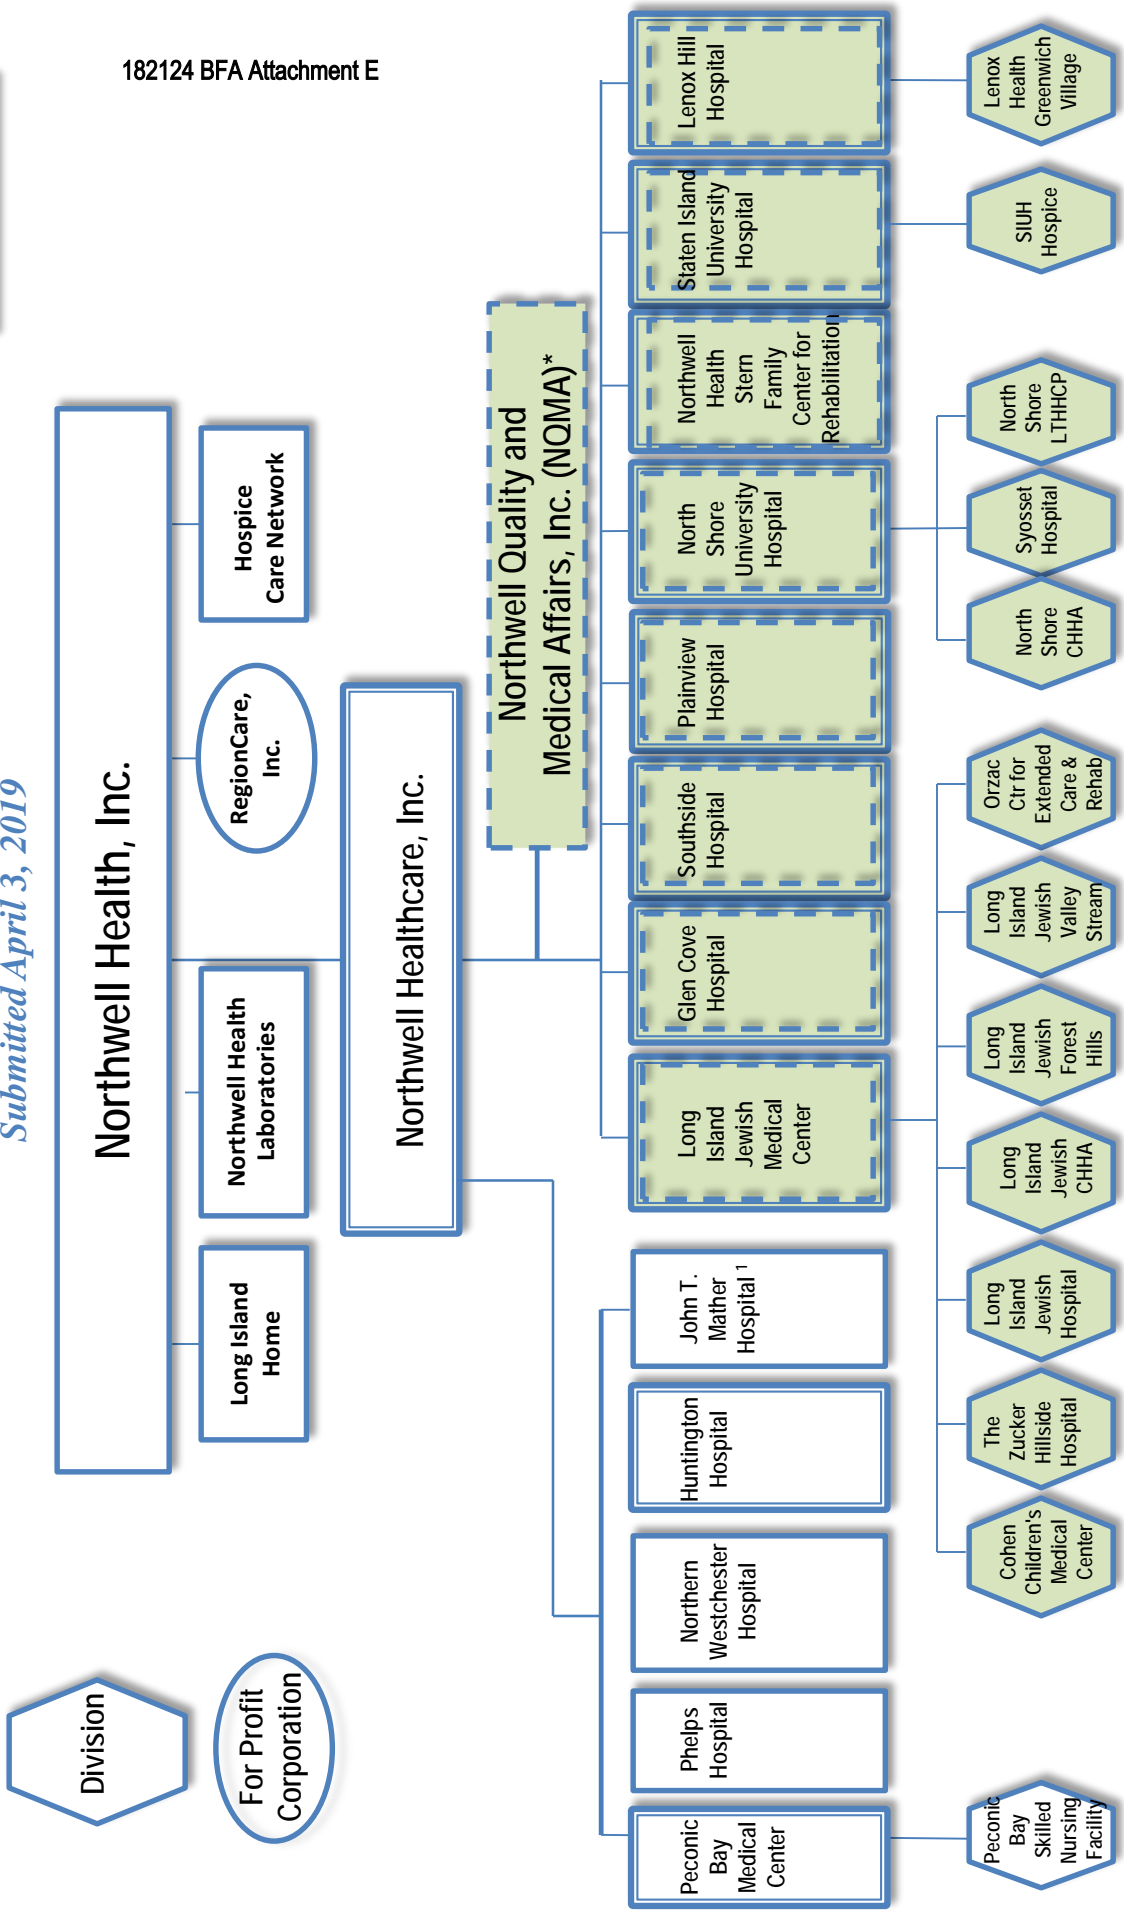 182124 BFA Attachment E
Submitted April 3, 2019
Division
For Profit
Corporation
Northwell Health, Inc.
Long Island
Home
Northwell Health
Laboratories
RegionCare,
Inc.
Hospice
Care Network
Northwell Healthcare, Inc.
Northwell Quality and
Medical Affairs, Inc. (NQMA)*
Peconic
Bay
Medical
Center
Phelps
Hospital
Northern
Westchester
Hospital
Huntington
Hospital
John T.
Mather
Hospital 1
Long
Island
Jewish
Medical
Center
Glen Cove
Hospital
Southside
Hospital
Plainview
Hospital
North
Shore
University
Hospital
Northwell
Health
Stern
Family
Center for
Rehabilitation
Staten Island
University
Hospital
Lenox Hill
Hospital
Peconic
Bay
Skilled
Nursing
Facility
Cohen
Children's
Medical
Center
The
Zucker
Hillside
Hospital
Long
Island
Jewish
Hospital
Long
Island
Jewish
CHHA
Long
Island
Jewish
Forest
Hills
Long
Island
Jewish
Valley
Stream
Orzac
Ctr for
Extended
Care &
Rehab
North
Shore
CHHA
Syosset
Hospital
North
Shore
LTHHCP
SIUH
Hospice
Lenox
Health
Greenwich
Village